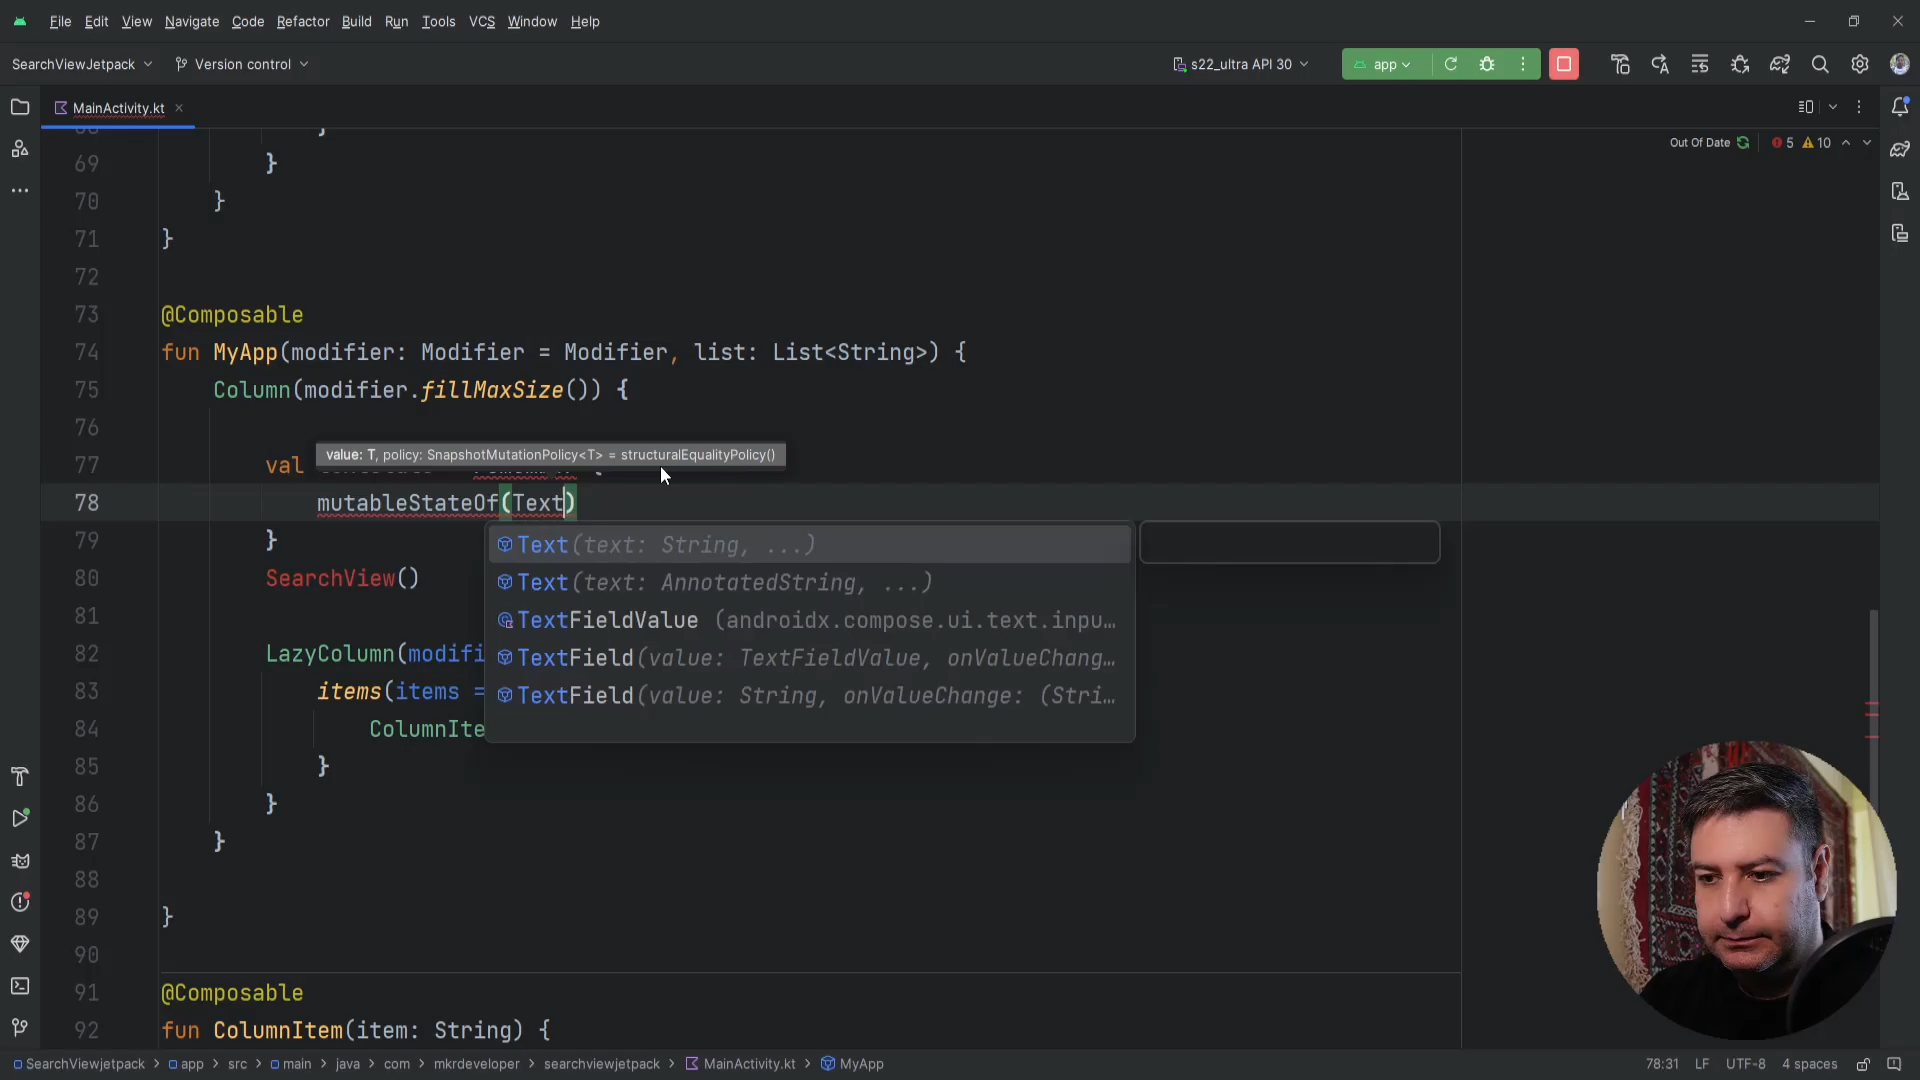 File Edit View Navigate Code Refactor Build Run Tools VCS Window Help
SearchViewJetpack Version control s22_ultra API 30 app
MainActivity.kt
Out Of Date 5 10
69 }
70 }
71 }
72
73 @Composable
74 fun MyApp(modifier: Modifier = Modifier, list: List<String>) {
75 Column(modifier.fillMaxSize()) {
76
value: T, policy: SnapshotMutationPolicy<T> = structuralEqualityPolicy()
77 val
78 mutableStateOf(Text)
79 }
Text(text: String, ...)
80 SearchView()
Text(text: AnnotatedString, ...)
81
TextFieldValue (androidx.compose.ui.text.inpu…
82 LazyColumn(modifi
TextField(value: TextFieldValue, onValueChang…
83 items(items =
TextField(value: String, onValueChange: (Stri…
84 ColumnIte
85 }
86 }
87 }
88
89 }
90
91 @Composable
92 fun ColumnItem(item: String) {
SearchViewjetpack > app > src > main > java > com > mkrdeveloper > searchviewjetpack > MainActivity.kt > MyApp 78:31 LF UTF-8 4 spaces